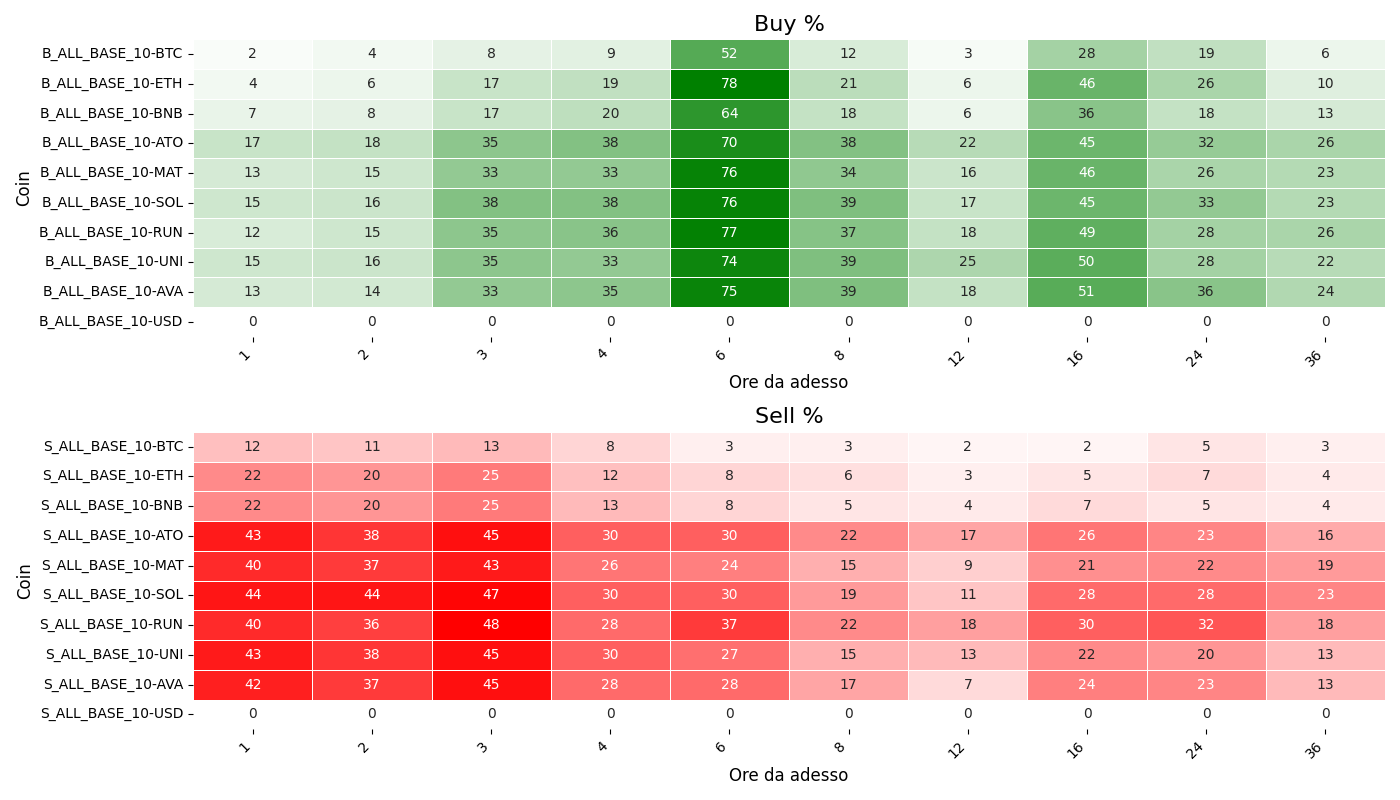 Buy %
Coin
B_ALL_BASE_10-BTC 2 4 8 9 52 12 3 28 19 6
B_ALL_BASE_10-ETH 4 6 17 19 78 21 6 46 26 10
B_ALL_BASE_10-BNB 7 8 17 20 64 18 6 36 18 13
B_ALL_BASE_10-ATO 17 18 35 38 70 38 22 45 32 26
B_ALL_BASE_10-MAT 13 15 33 33 76 34 16 46 26 23
B_ALL_BASE_10-SOL 15 16 38 38 76 39 17 45 33 23
B_ALL_BASE_10-RUN 12 15 35 36 77 37 18 49 28 26
B_ALL_BASE_10-UNI 15 16 35 33 74 39 25 50 28 22
B_ALL_BASE_10-AVA 13 14 33 35 75 39 18 51 36 24
B_ALL_BASE_10-USD 0 0 0 0 0 0 0 0 0 0
1 2 3 4 6 8 12 16 24 36
Ore da adesso
Sell %
Coin
S_ALL_BASE_10-BTC 12 11 13 8 3 3 2 2 5 3
S_ALL_BASE_10-ETH 22 20 25 12 8 6 3 5 7 4
S_ALL_BASE_10-BNB 22 20 25 13 8 5 4 7 5 4
S_ALL_BASE_10-ATO 43 38 45 30 30 22 17 26 23 16
S_ALL_BASE_10-MAT 40 37 43 26 24 15 9 21 22 19
S_ALL_BASE_10-SOL 44 44 47 30 30 19 11 28 28 23
S_ALL_BASE_10-RUN 40 36 48 28 37 22 18 30 32 18
S_ALL_BASE_10-UNI 43 38 45 30 27 15 13 22 20 13
S_ALL_BASE_10-AVA 42 37 45 28 28 17 7 24 23 13
S_ALL_BASE_10-USD 0 0 0 0 0 0 0 0 0 0
1 2 3 4 6 8 12 16 24 36
Ore da adesso